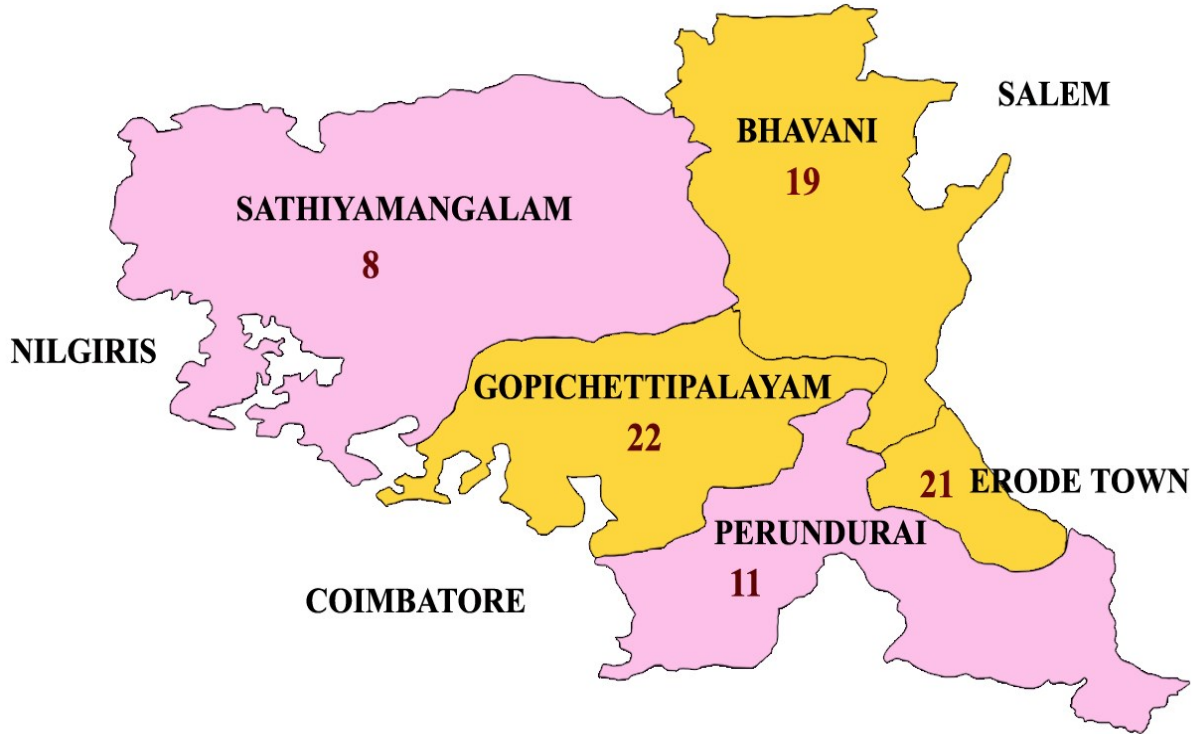 SALEM
BHAVANI
19
SATHIYAMANGALAM
8
NILGIRIS
GOPICHETTIPALAYAM
22
21 ERODE TOWN
PERUNDURAI
11
COIMBATORE